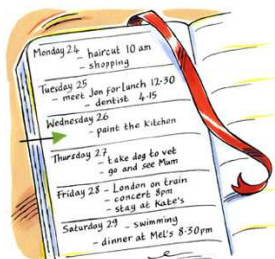 Monday 24 - haircut 10 am
- shopping
Tuesday 25
- meet Jon for lunch 12-30
- dentist 4-15
Wednesday 26
- paint the kitchen
Thursday 27
- take dog to vet
- go and see Mum
Friday 28 - London on train
- concert 8pm
- stay at Kate's
Saturday 29 - swimming
- dinner at Mel's 8·30pm